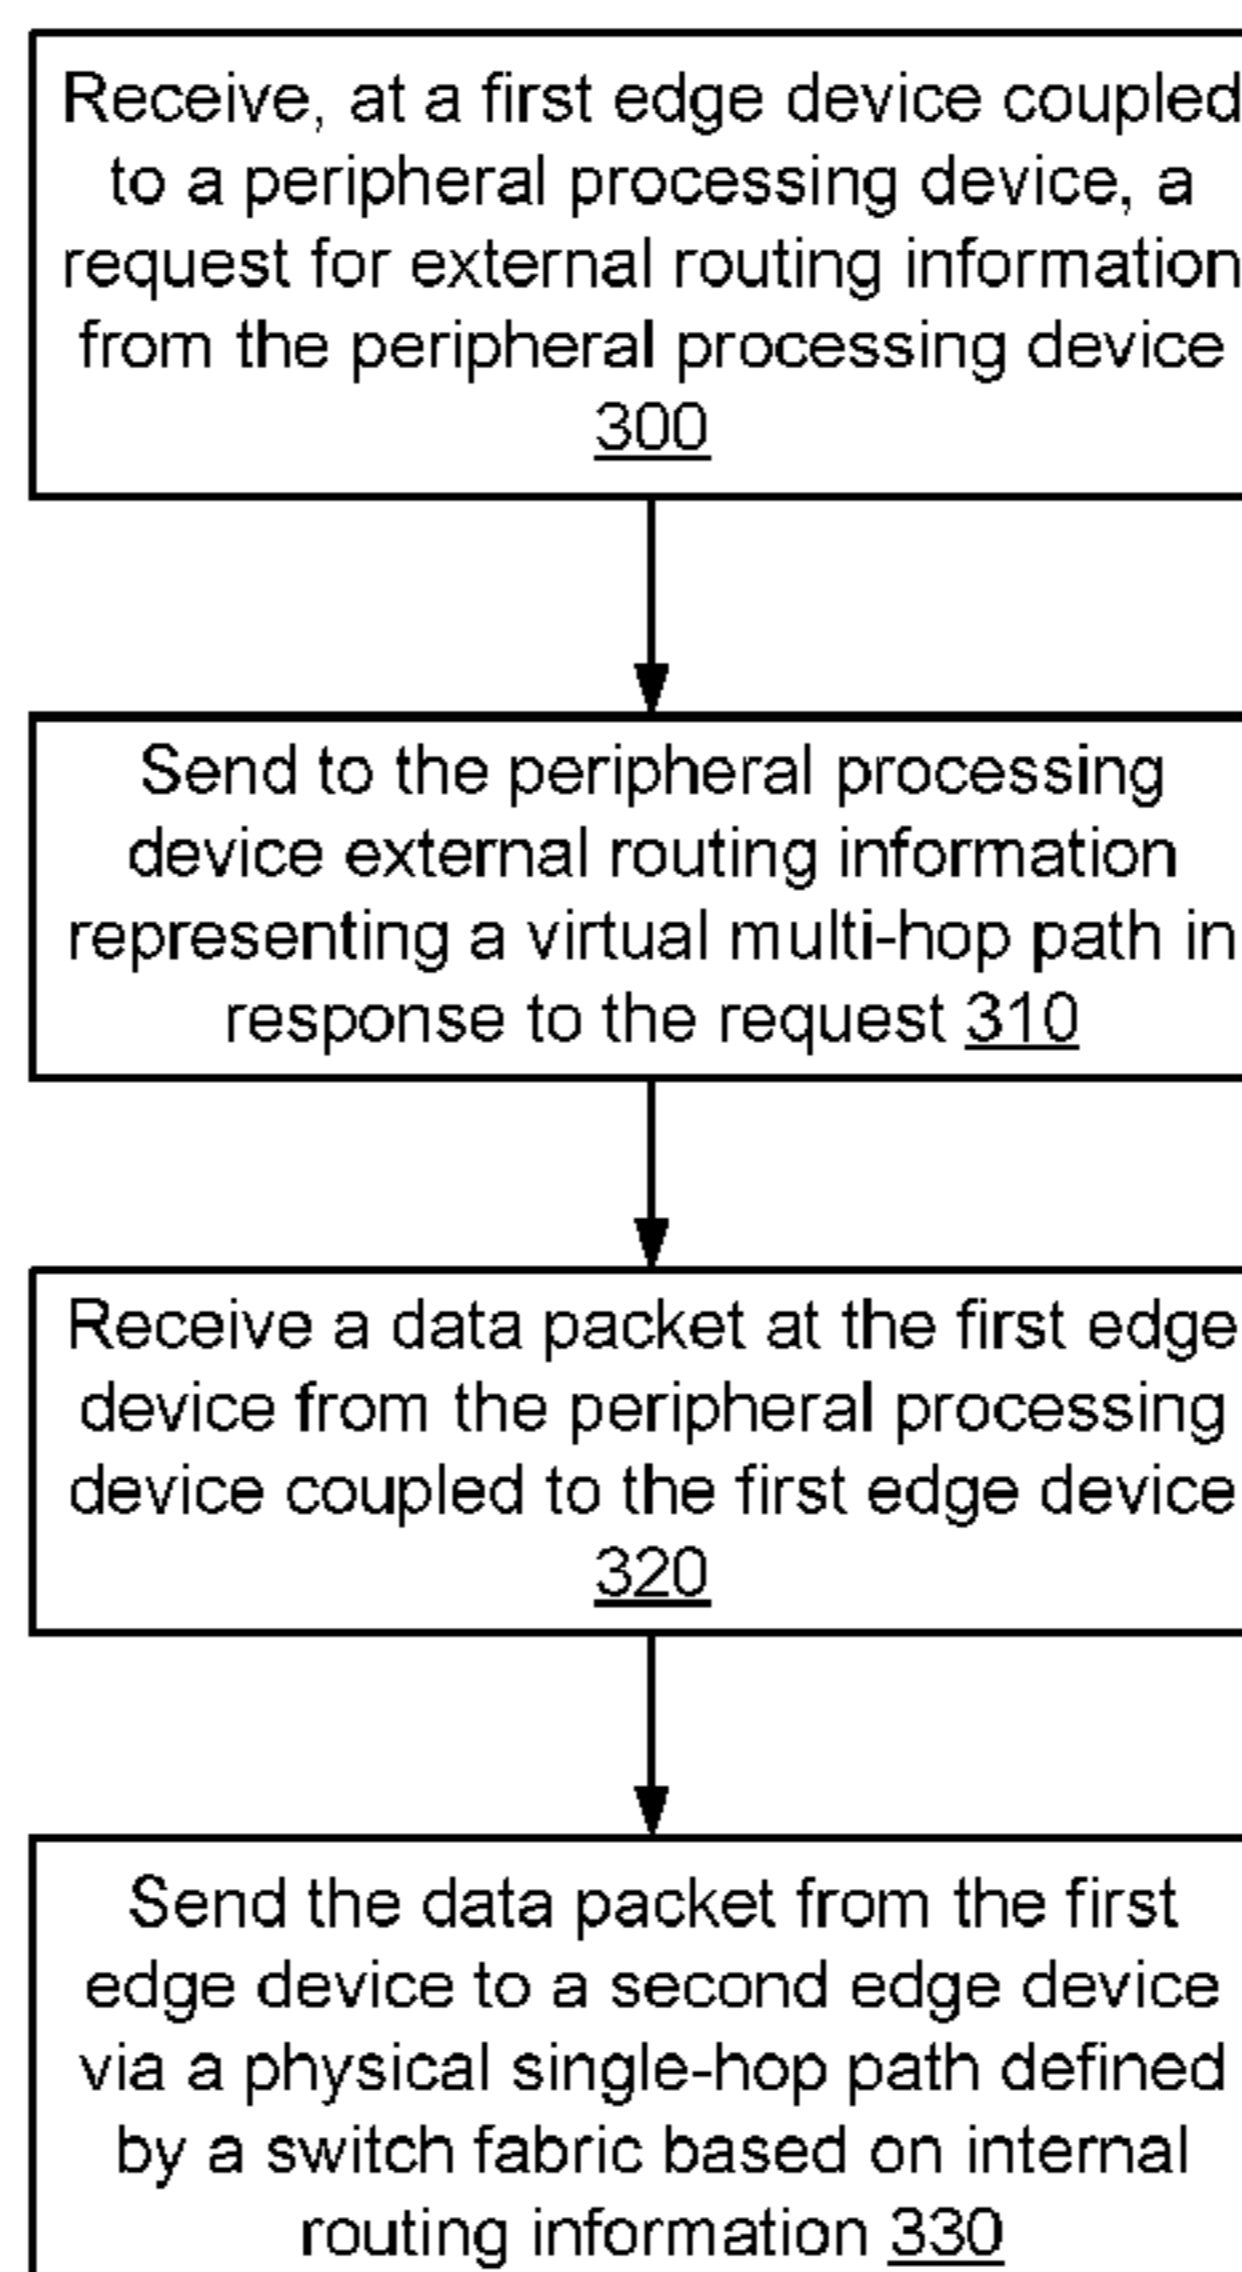 Receive, at a first edge device coupled
to a peripheral processing device, a
request for external routing information
from the peripheral processing device
300
Send to the peripheral processing
device external routing information
representing a virtual multi-hop path in
response to the request 310
Receive a data packet at the first edge
device from the peripheral processing
device coupled to the first edge device
320
Send the data packet from the first
edge device to a second edge device
via a physical single-hop path defined
by a switch fabric based on internal
routing information 330